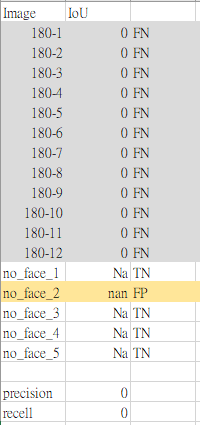 Image IoU
180-1 0 FN
180-2 0 FN
180-3 0 FN
180-4 0 FN
180-5 0 FN
180-6 0 FN
180-7 0 FN
180-8 0 FN
180-9 0 FN
180-10 0 FN
180-11 0 FN
180-12 0 FN
no_face_1 Na TN
no_face_2 nan FP
no_face_3 Na TN
no_face_4 Na TN
no_face_5 Na TN
precision 0
recell 0